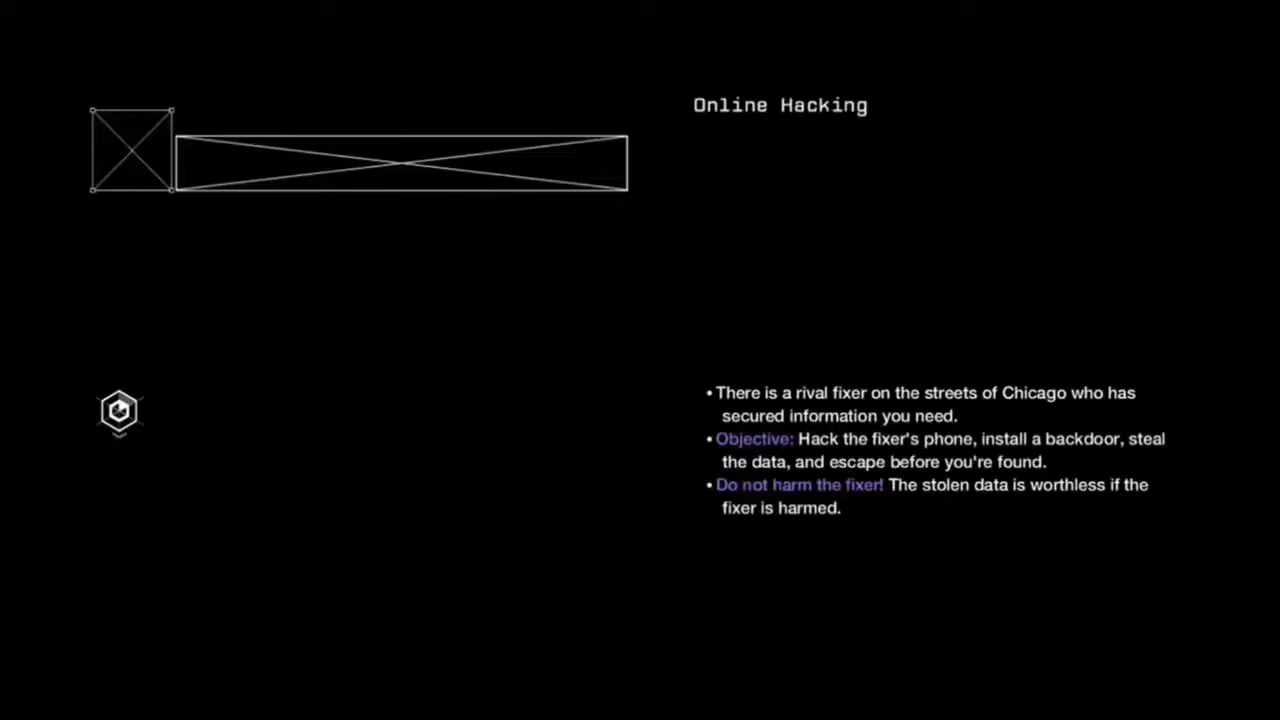 Online Hacking
• There is a rival fixer on the streets of Chicago who has
secured information you need.
• Objective: Hack the fixer's phone, install a backdoor, steal
the data, and escape before you're found.
• Do not harm the fixer! The stolen data is worthless if the
fixer is harmed.